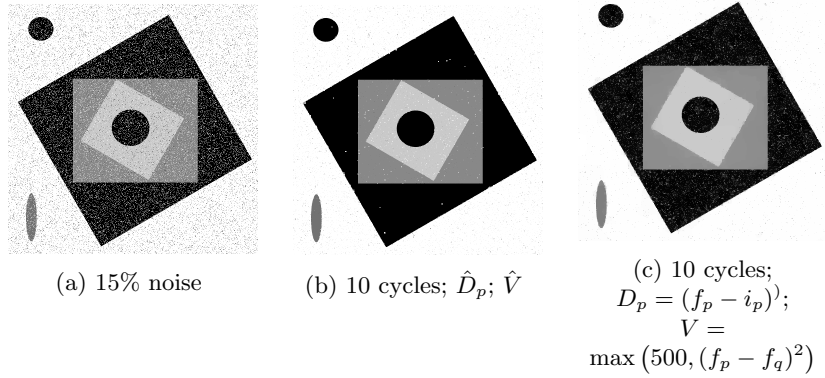 (a) 15% noise
(b) 10 cycles; D̂_p; V̂
(c) 10 cycles;
D_p = (f_p − i_p)^);
V =
max (500, (f_p − f_q)^2)